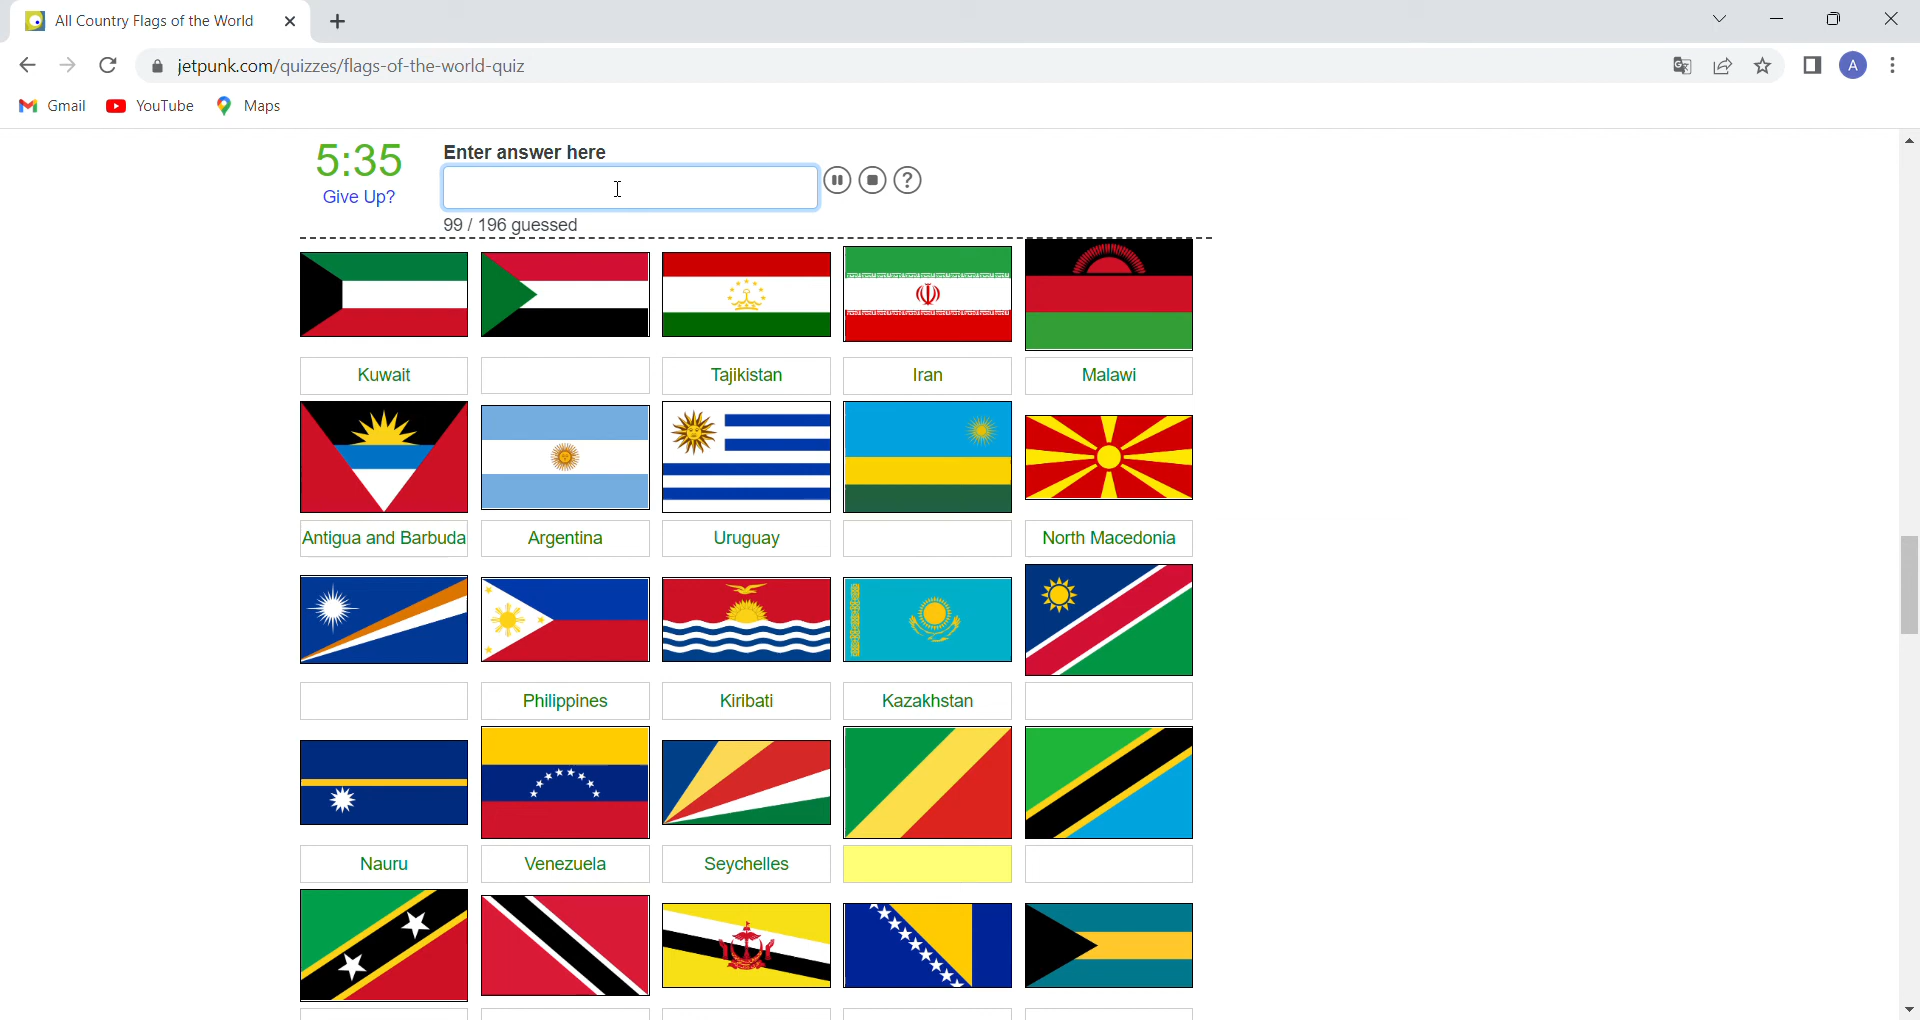 All Country Flags of the World
jetpunk.com/quizzes/flags-of-the-world-quiz
A
Gmail
YouTube
Maps
5:35
Give Up?
Enter answer here
?
99 / 196 guessed
Kuwait
Tajikistan
Iran
Malawi
Antigua and Barbuda
Argentina
Uruguay
North Macedonia
Philippines
Kiribati
Kazakhstan
Nauru
Venezuela
Seychelles